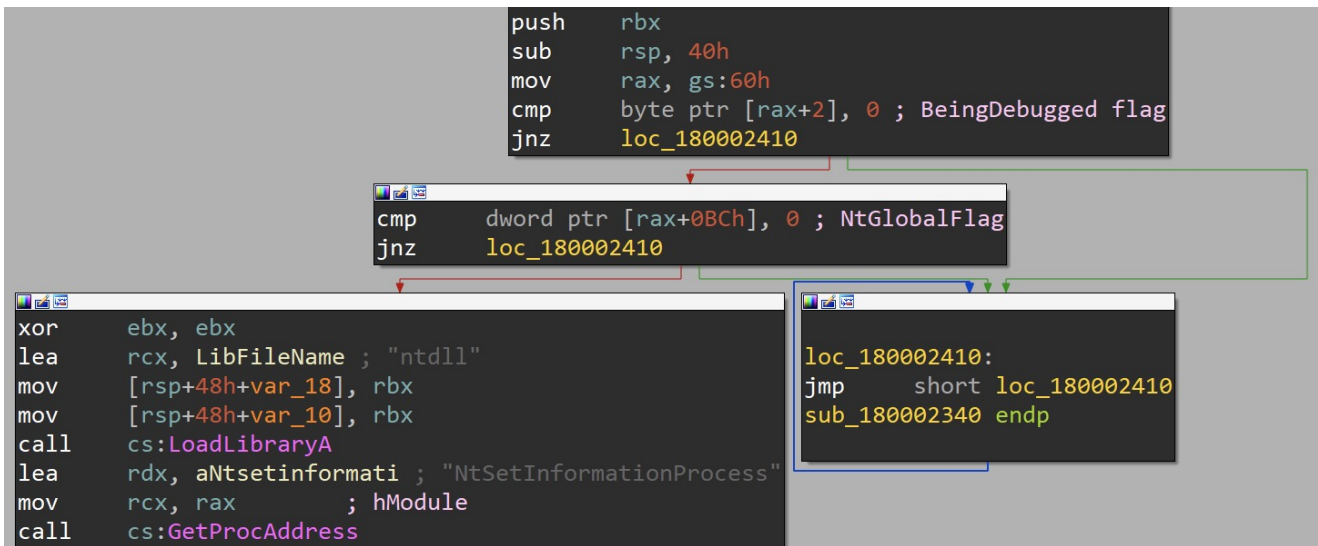 push rbx
sub rsp, 40h
mov rax, gs:60h
cmp byte ptr [rax+2], 0 ; BeingDebugged flag
jnz loc_180002410
cmp dword ptr [rax+0BCh], 0 ; NtGlobalFlag
jnz loc_180002410
xor ebx, ebx
lea rcx, LibFileName ; "ntdll"
mov [rsp+48h+var_18], rbx
mov [rsp+48h+var_10], rbx
call cs:LoadLibraryA
lea rdx, aNtsetinformati ; "NtSetInformationProcess"
mov rcx, rax ; hModule
call cs:GetProcAddress
loc_180002410:
jmp short loc_180002410
sub_180002340 endp